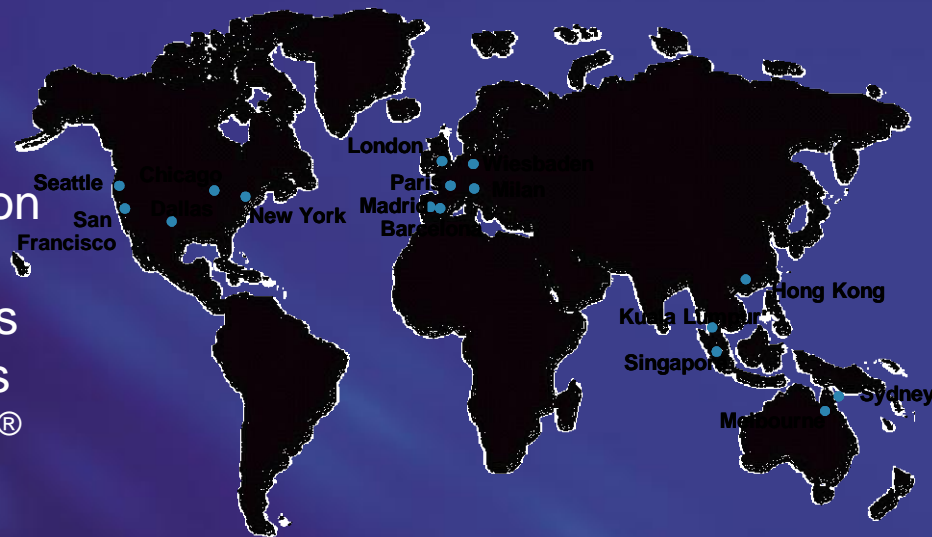 London
Wiesbaden
Seattle
Chicago
Paris
Milan
on
San
Francisco
Dallas
New York
Madrid
Barcelona
s
Hong Kong
Kuala Lumpur
s
Singapore
®
Sydney
Melbourne